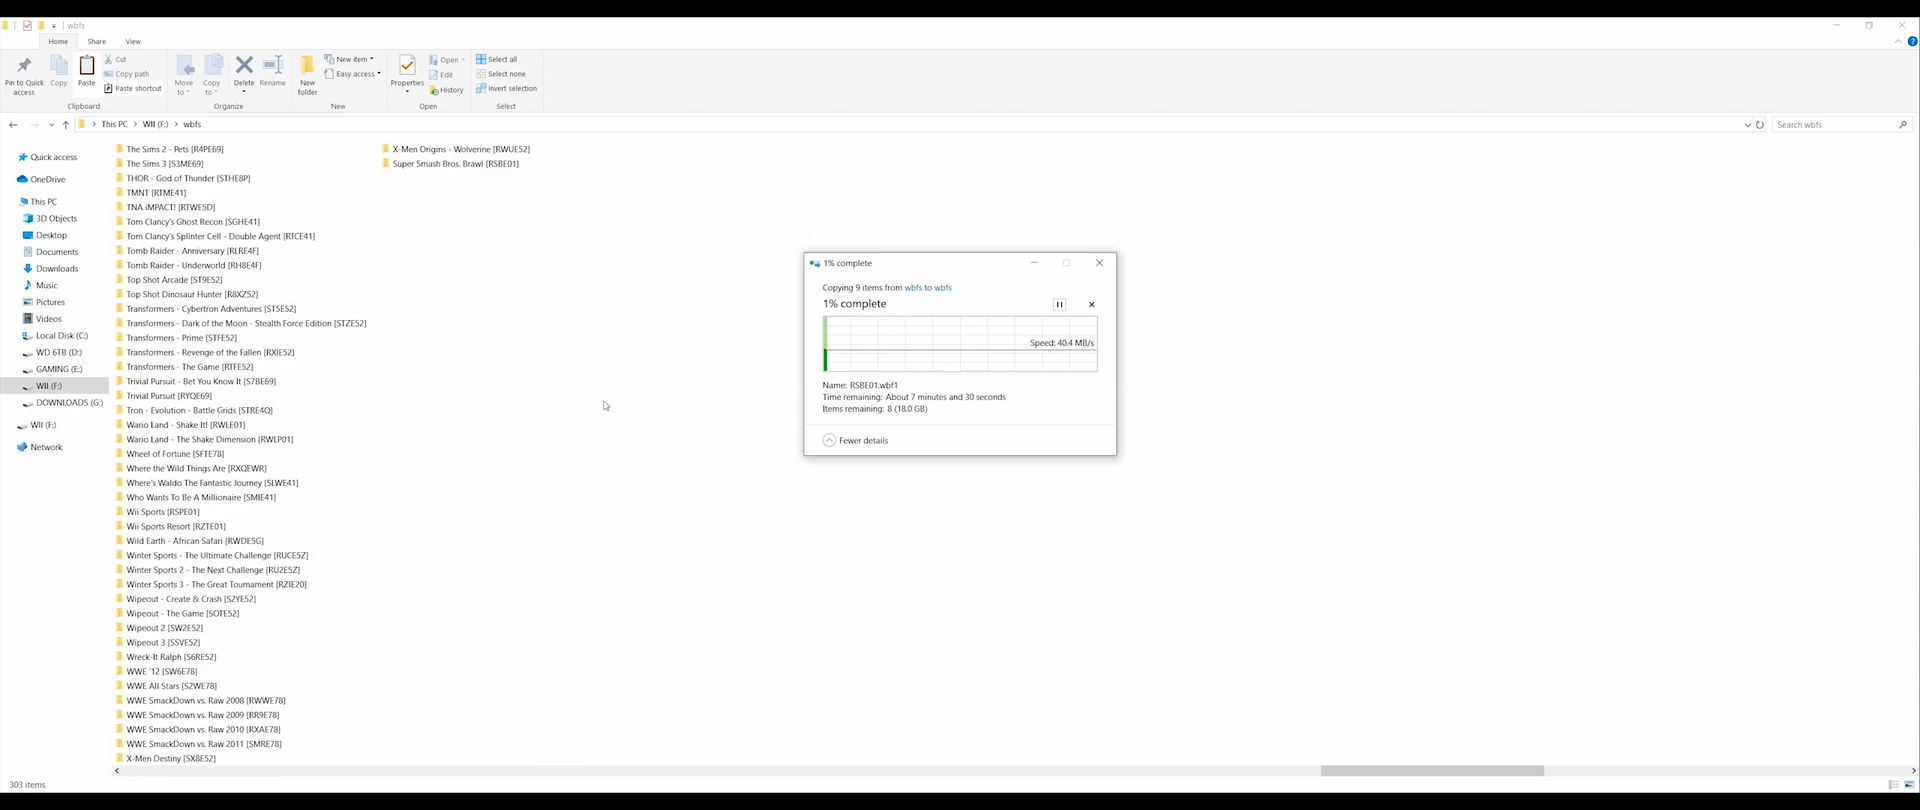 wbfs
Home Share View
Pin to Quick access
Copy
Paste
Cut
Copy path
Paste shortcut
Clipboard
Move to
Copy to
Delete
Rename
Organize
New folder
New item
Easy access
New
Properties
Open
Edit
History
Open
Select all
Select none
Invert selection
Select
This PC > WII (F:) > wbfs
Search wbfs
Quick access
OneDrive
This PC
3D Objects
Desktop
Documents
Downloads
Music
Pictures
Videos
Local Disk (C:)
WD 6TB (D:)
GAMING (E:)
WII (F:)
DOWNLOADS (G:)
WII (F:)
Network
The Sims 2 - Pets [R4PE69]
The Sims 3 [S3ME69]
THOR - God of Thunder [STHE8P]
TMNT [RTME41]
TNA iMPACT! [RTWE5D]
Tom Clancy's Ghost Recon [SGHE41]
Tom Clancy's Splinter Cell - Double Agent [RTCE41]
Tomb Raider - Anniversary [RLRE4F]
Tomb Raider - Underworld [RH8E4F]
Top Shot Arcade [ST9E52]
Top Shot Dinosaur Hunter [R8XZ52]
Transformers - Cybertron Adventures [STSE52]
Transformers - Dark of the Moon - Stealth Force Edition [STZE52]
Transformers - Prime [STFE52]
Transformers - Revenge of the Fallen [RXIE52]
Transformers - The Game [RTFE52]
Trivial Pursuit - Bet You Know It [S7BE69]
Trivial Pursuit [RYQE69]
Tron - Evolution - Battle Grids [STRE4Q]
Wario Land - Shake It! [RWLE01]
Wario Land - The Shake Dimension [RWLP01]
Wheel of Fortune [SFTE78]
Where the Wild Things Are [RXQEWR]
Where's Waldo The Fantastic Journey [SLWE41]
Who Wants To Be A Millionaire [SMIE41]
Wii Sports [RSPE01]
Wii Sports Resort [RZTE01]
Wild Earth - African Safari [RWDE5G]
Winter Sports - The Ultimate Challenge [RUCE5Z]
Winter Sports 2 - The Next Challenge [RU2E5Z]
Winter Sports 3 - The Great Tournament [RZIE20]
Wipeout - Create & Crash [S2YE52]
Wipeout - The Game [SOTE52]
Wipeout 2 [SW2E52]
Wipeout 3 [SSVE52]
Wreck-It Ralph [S6RE52]
WWE '12 [SW6E78]
WWE All Stars [S2WE78]
WWE SmackDown vs. Raw 2008 [RWWE78]
WWE SmackDown vs. Raw 2009 [RR9E78]
WWE SmackDown vs. Raw 2010 [RXAE78]
WWE SmackDown vs. Raw 2011 [SMRE78]
X-Men Destiny [SX8E52]
X-Men Origins - Wolverine [RWUE52]
Super Smash Bros. Brawl [RSBE01]
1% complete
Copying 9 items from wbfs to wbfs
1% complete
Speed: 40.4 MB/s
Name: RSBE01.wbf1
Time remaining: About 7 minutes and 30 seconds
Items remaining: 8 (18.0 GB)
Fewer details
303 items